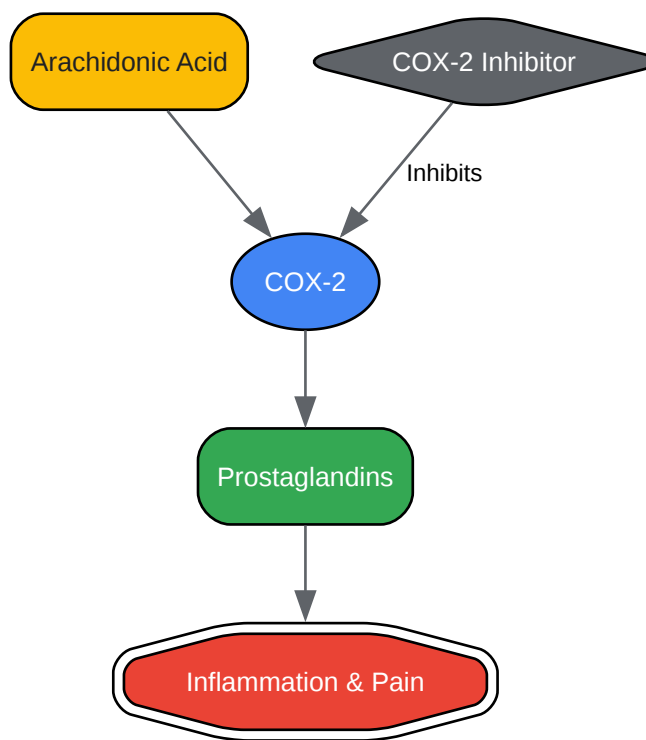 Arachidonic Acid
COX-2 Inhibitor
Inhibits
COX-2
Prostaglandins
Inflammation & Pain